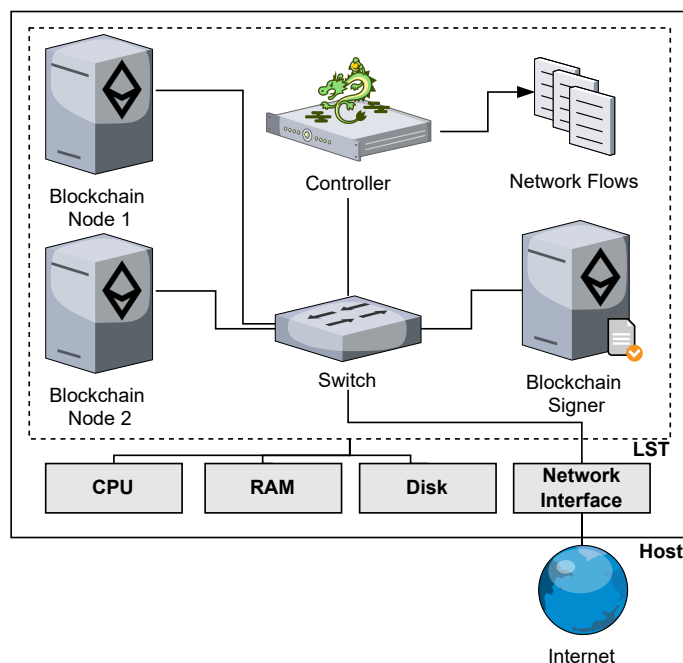 Blockchain
Node 1
Controller
Network Flows
Blockchain
Node 2
Switch
Blockchain
Signer
LST
CPU
RAM
Disk
Network
Interface
Host
Internet